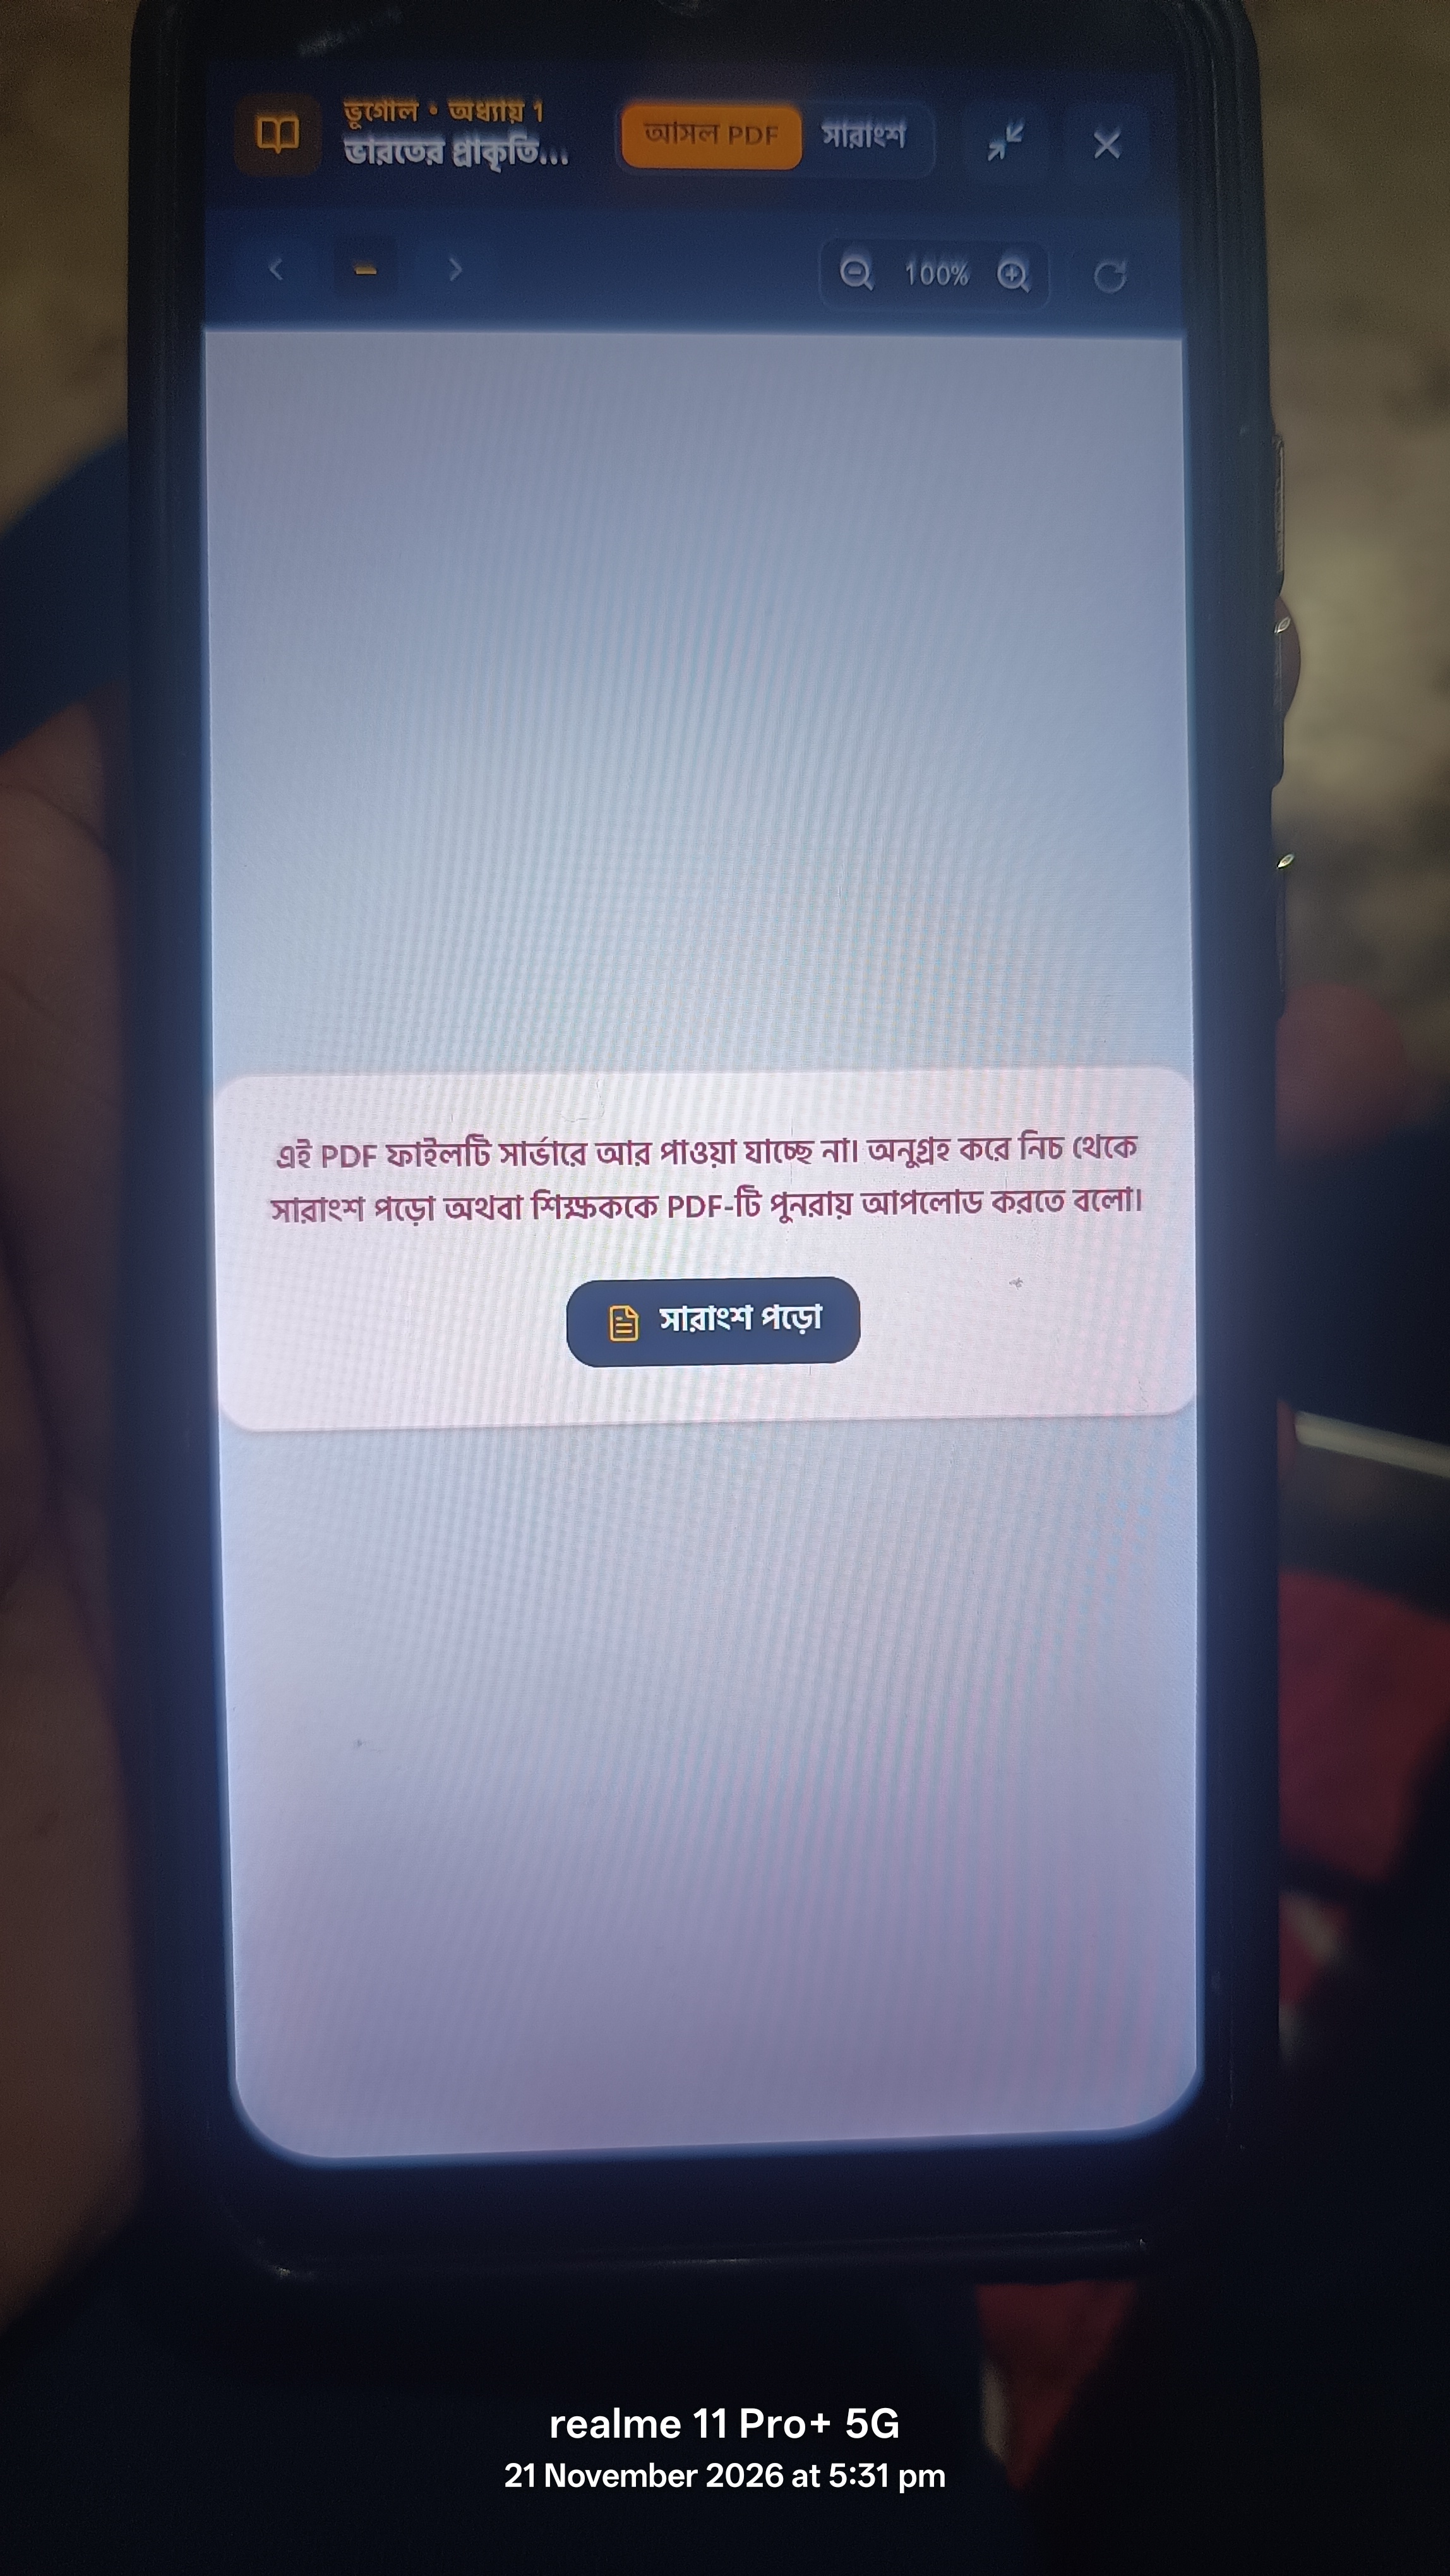 ভূগোল • অধ্যায় 1
ভারতের প্রাকৃতি...
আসল PDF
সারাংশ
100%
এই PDF ফাইলটি সার্ভারে আর পাওয়া যাচ্ছে না। অনুগ্রহ করে নিচ থেকে
সারাংশ পড়ো অথবা শিক্ষককে PDF-টি পুনরায় আপলোড করতে বলো।
সারাংশ পড়ো
realme 11 Pro+ 5G
21 November 2026 at 5:31 pm